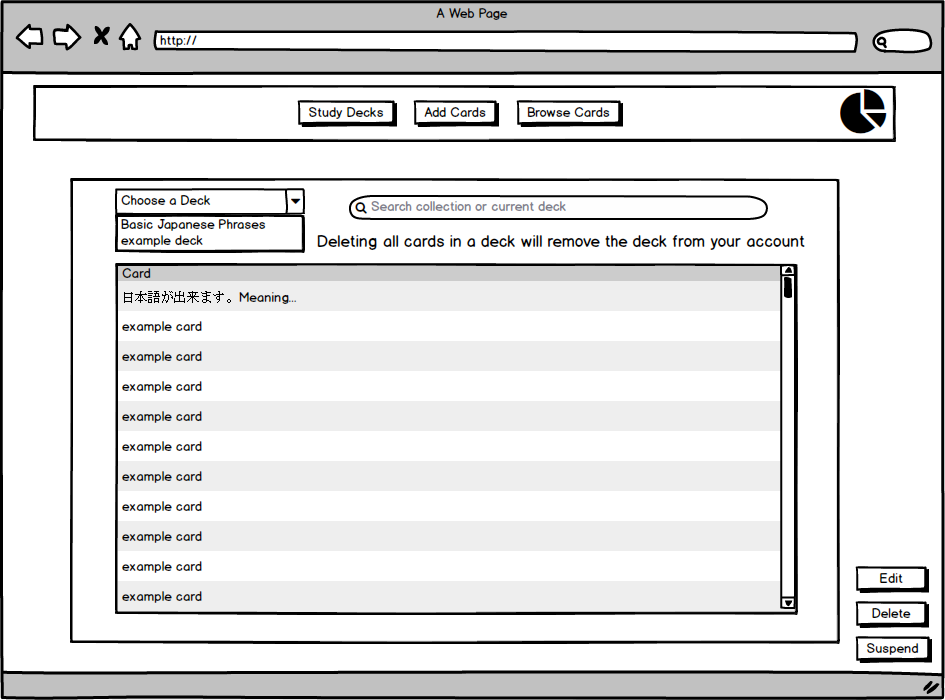 A Web Page
http://
Study Decks
Add Cards
Browse Cards
Choose a Deck
Search collection or current deck
Basic Japanese Phrases
example deck
Deleting all cards in a deck will remove the deck from your account
Card
日本語が出来ます。Meaning...
example card
example card
example card
example card
example card
example card
example card
example card
example card
example card
Edit
Delete
Suspend